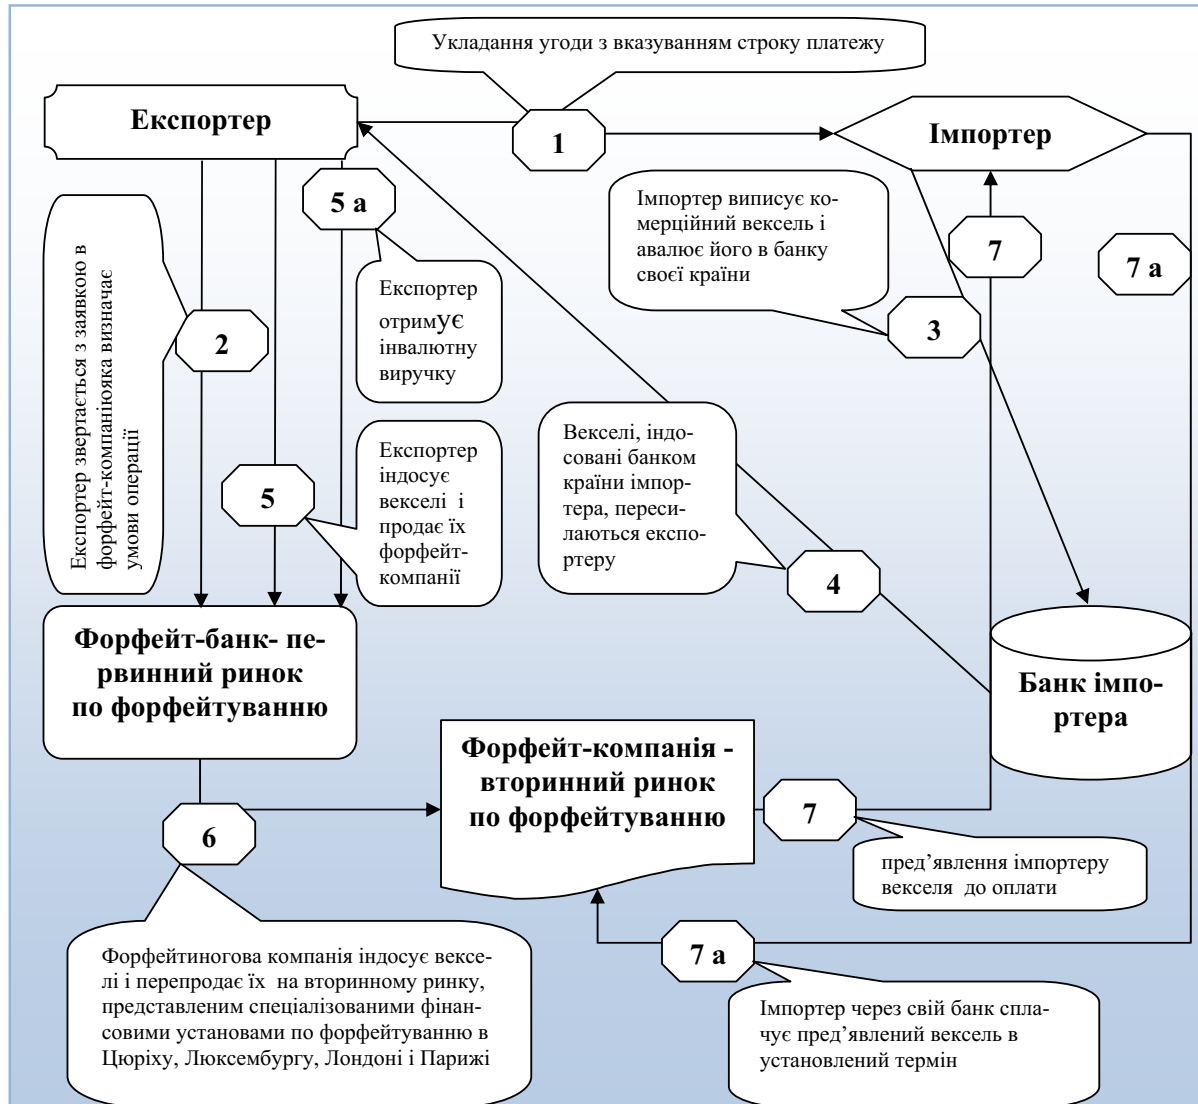 Укладання угоди з вказуванням строку платежу
Експортер
1
Імпортер
5 а
Імпортер виписує ко-
мерційний вексель і
авалює його в банку
своєї країни
7
7 а
Експортер звертається з заявкою в
форфейт-компаніюяка визначає
умови операції
2
Експортер
отримує
інвалютну
виручку
3
5
Експортер
індосує
векселі і
продає їх
форфейт-
компанії
Векселі, індо-
совані банком
країни імпор-
тера, переси-
лаються експо-
ртеру
4
Форфейт-банк- пе-
рвинний ринок
по форфейтуванню
Банк імпо-
ртера
Форфейт-компанія -
вторинний ринок
по форфейтуванню
7
6
пред’явлення імпортеру
векселя до оплати
7 а
Форфейтиногова компанія індосує вексе-
лі і перепродає їх на вторинному ринку,
представленим спеціалізованими фінан-
совими установами по форфейтуванню в
Цюріху, Люксембургу, Лондоні і Парижі
Імпортер через свій банк спла-
чує пред’явлений вексель в
установлений термін